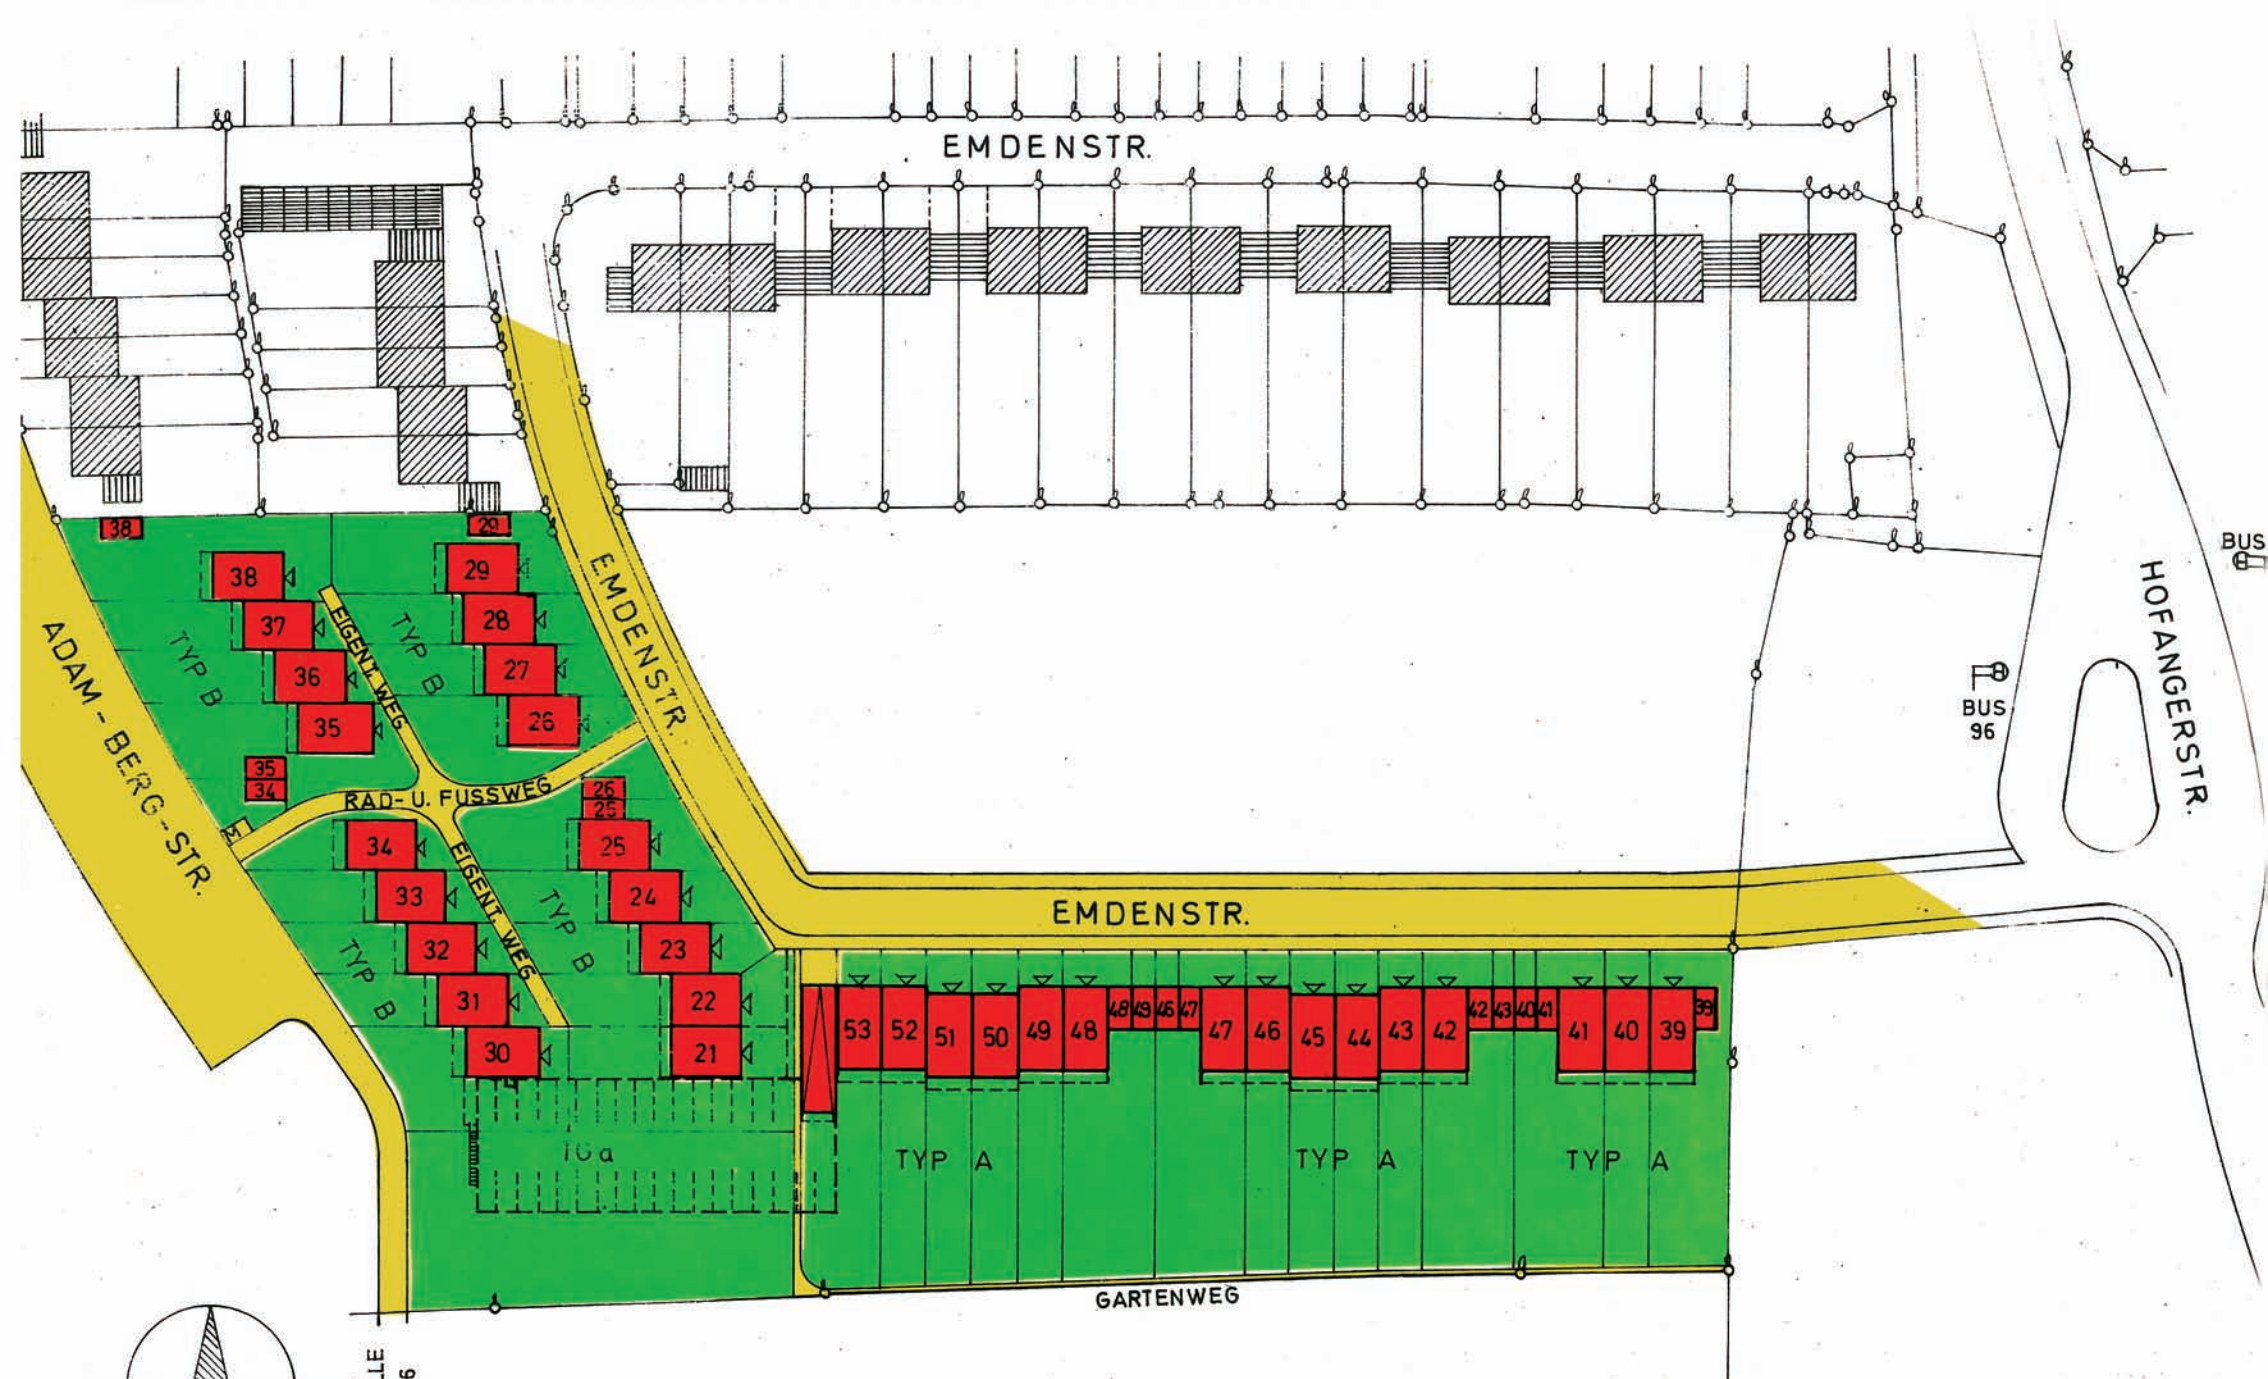 EMDENSTR.
38
29
38
29
37
28
36
27
35
26
TYP B
TYP B
EIGENT. WEG
EMDENSTR.
ADAM-BERG-STR.
35
34
RAD- U. FUSSWEG
26
25
34
25
33
24
32
23
31
22
30
21
TYP B
TYP B
EIGENT. WEG
EMDENSTR.
HOFANGERSTR.
BUS
BUS
96
53
52
51
50
49
48
48
49
46
47
47
46
45
44
43
42
42
43
40
41
41
40
39
39
TYP A
TYP A
TYP A
GARTENWEG